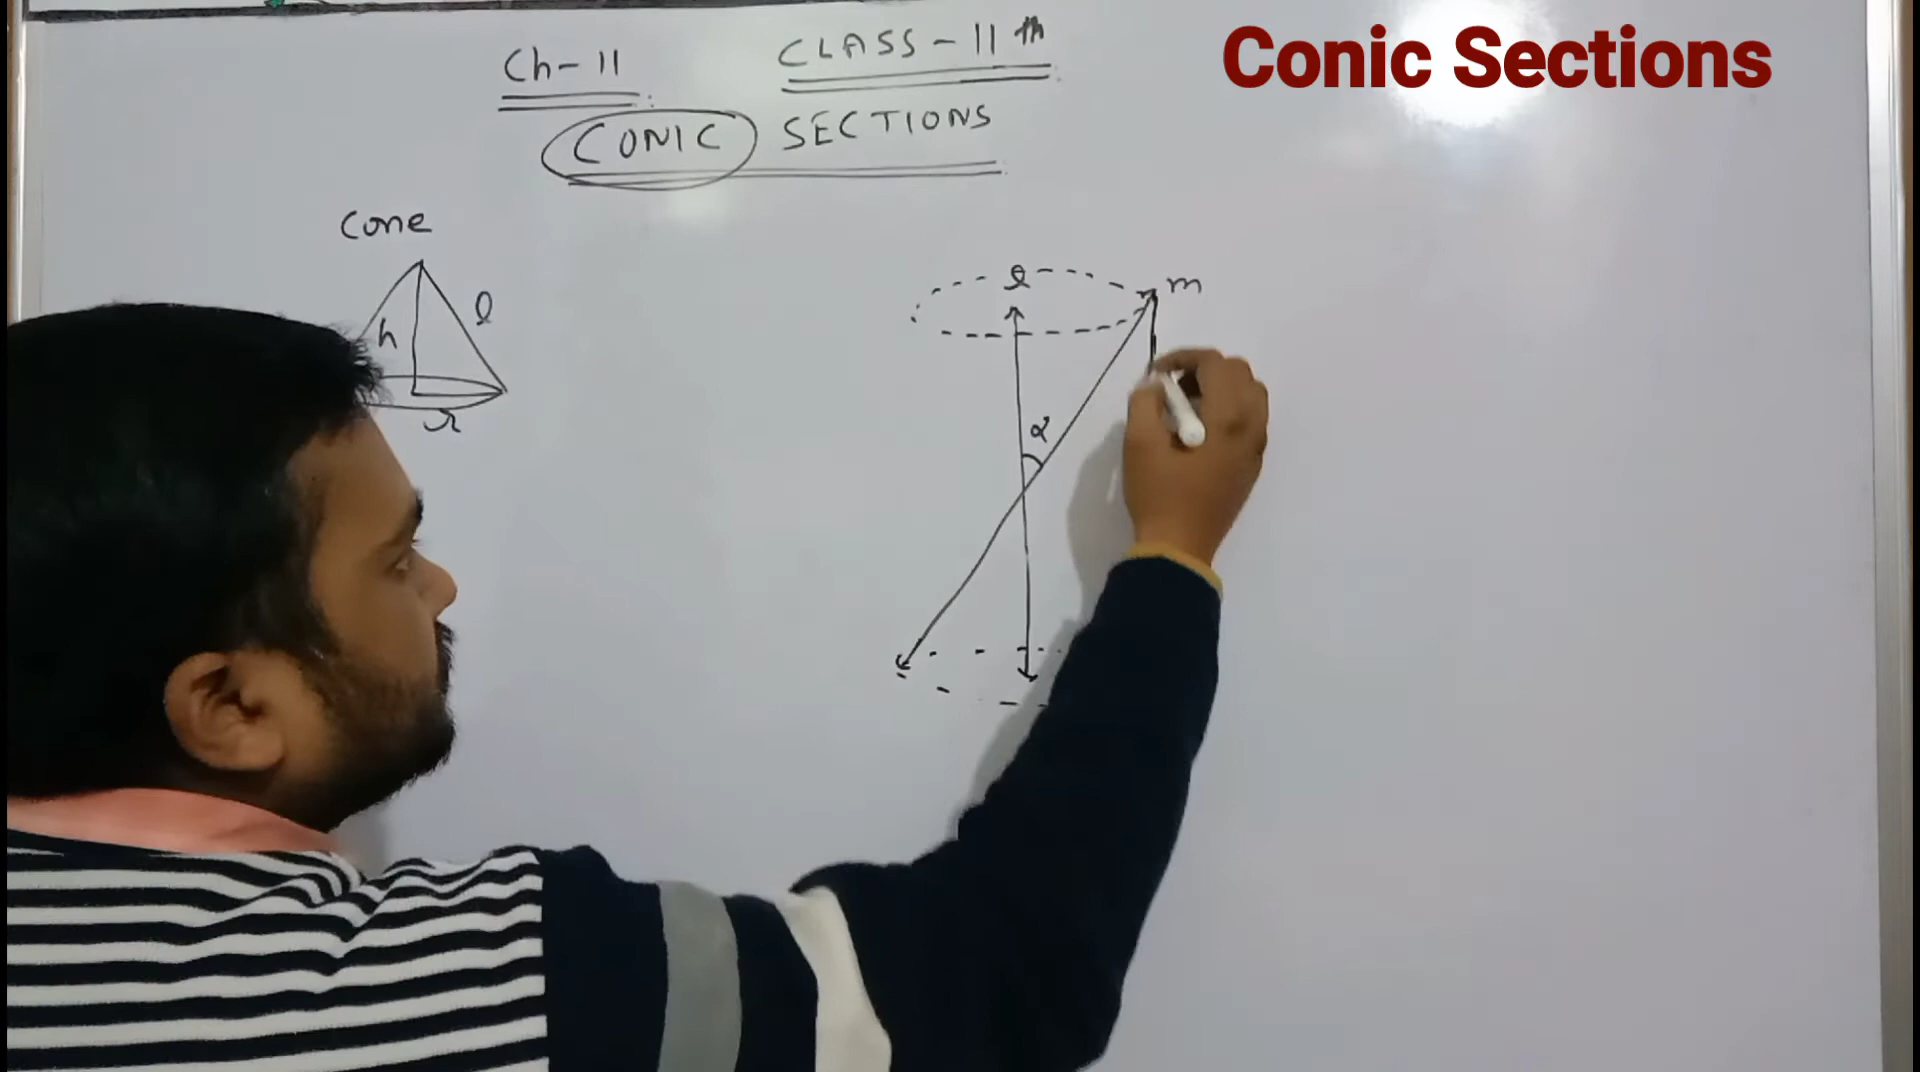 Conic Sections
Ch-11 CLASS-11th
CONIC SECTIONS
Cone
h l
r
l m
α